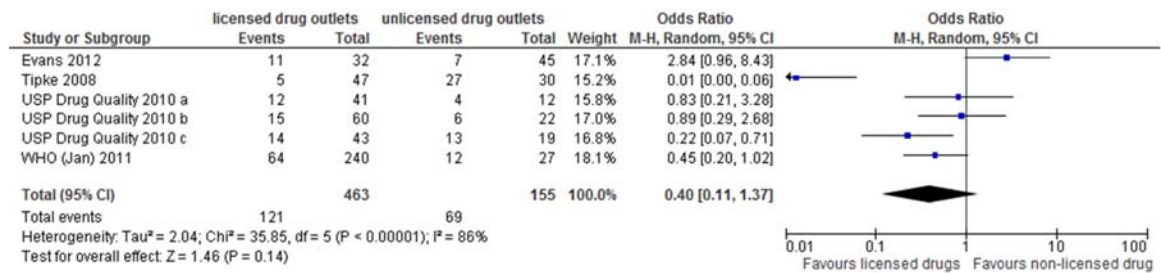 licensed drug outlets unlicensed drug outlets Odds Ratio Odds Ratio
Study or Subgroup Events Total Events Total Weight M-H, Random, 95% CI M-H, Random, 95% CI
Evans 2012 11 32 7 45 17.1% 2.84 [0.96, 8.43]
Tipke 2008 5 47 27 30 15.2% 0.01 [0.00, 0.06]
USP Drug Quality 2010 a 12 41 4 12 15.8% 0.83 [0.21, 3.28]
USP Drug Quality 2010 b 15 60 6 22 17.0% 0.89 [0.29, 2.68]
USP Drug Quality 2010 c 14 43 13 19 16.8% 0.22 [0.07, 0.71]
WHO (Jan) 2011 64 240 12 27 18.1% 0.45 [0.20, 1.02]
Total (95% CI) 463 155 100.0% 0.40 [0.11, 1.37]
Total events 121 69
Heterogeneity: Tau² = 2.04; Chi² = 35.85, df = 5 (P < 0.00001); I² = 86%
Test for overall effect: Z = 1.46 (P = 0.14)
0.01 0.1 1 10 100
Favours licensed drugs Favours non-licensed drug